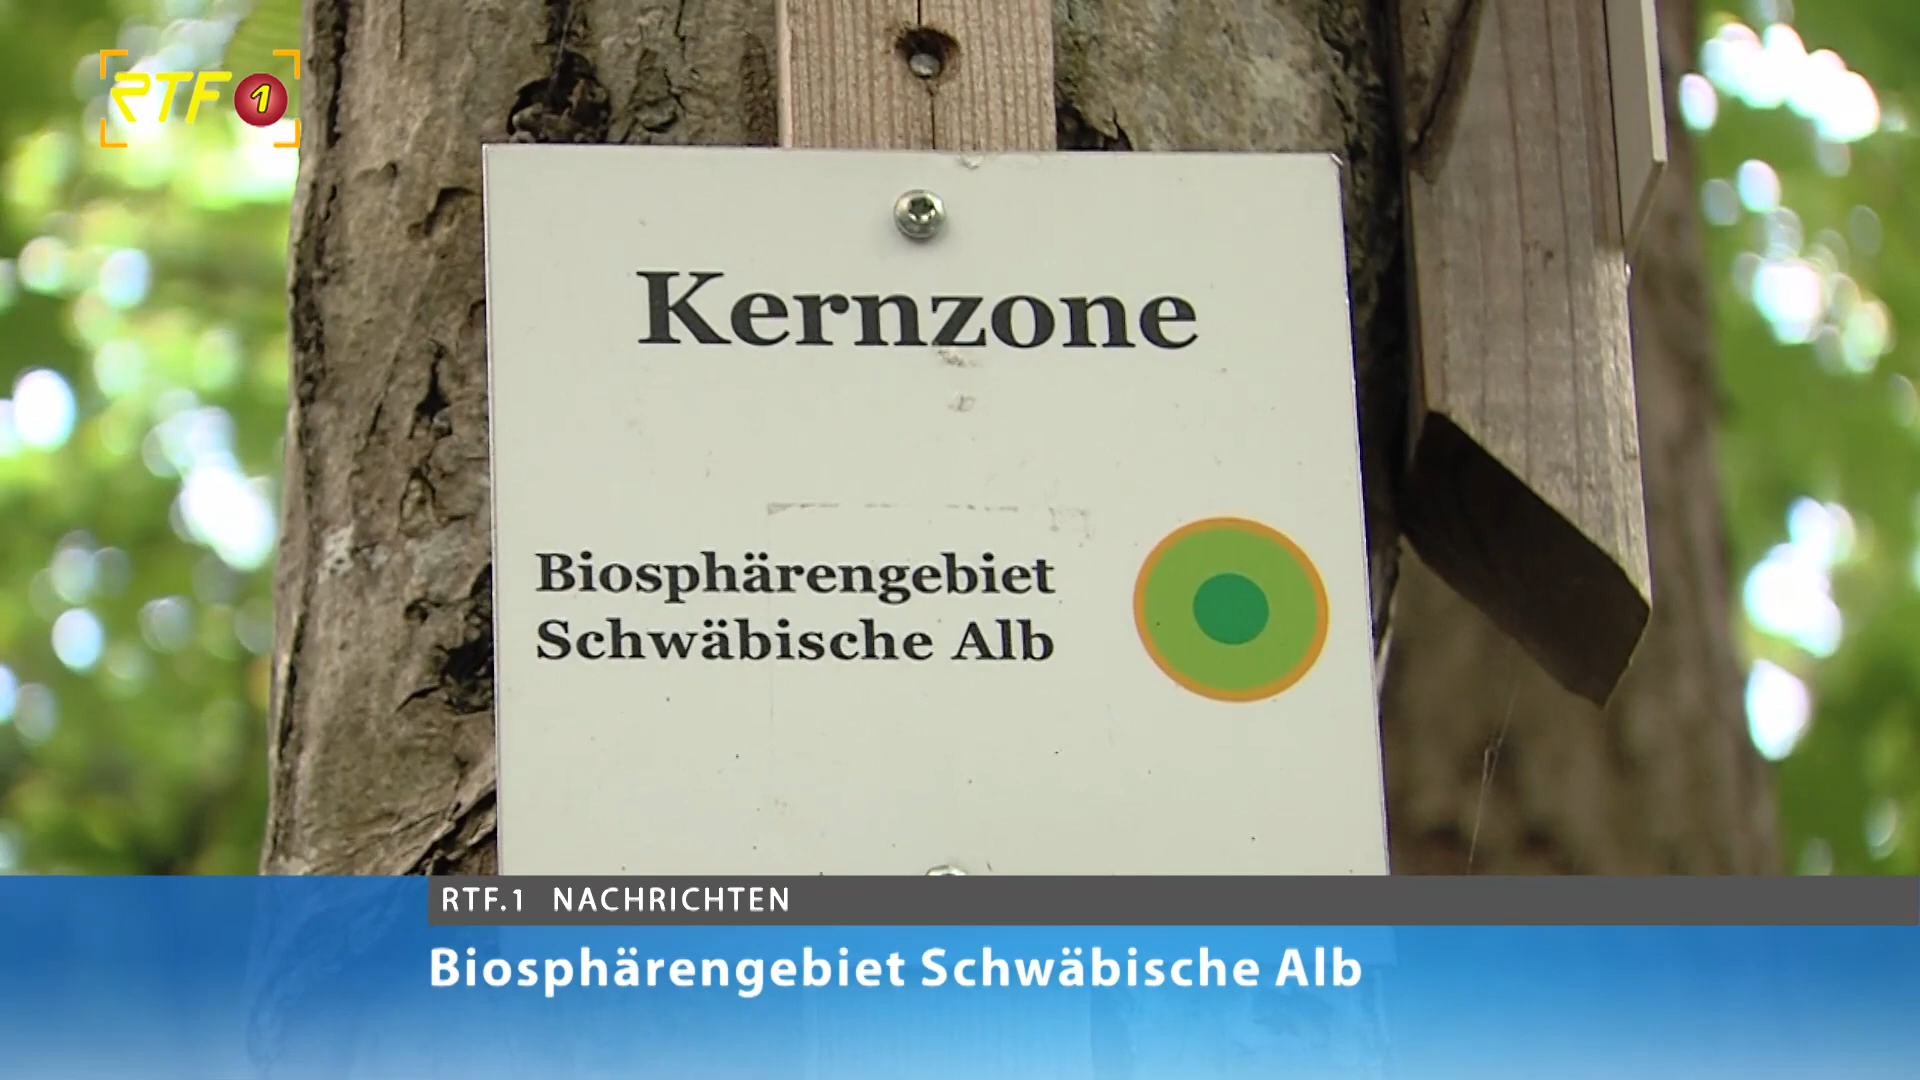 RTF 1
Kernzone
Biosphärengebiet
Schwäbische Alb
RTF.1 NACHRICHTEN
Biosphärengebiet Schwäbische Alb